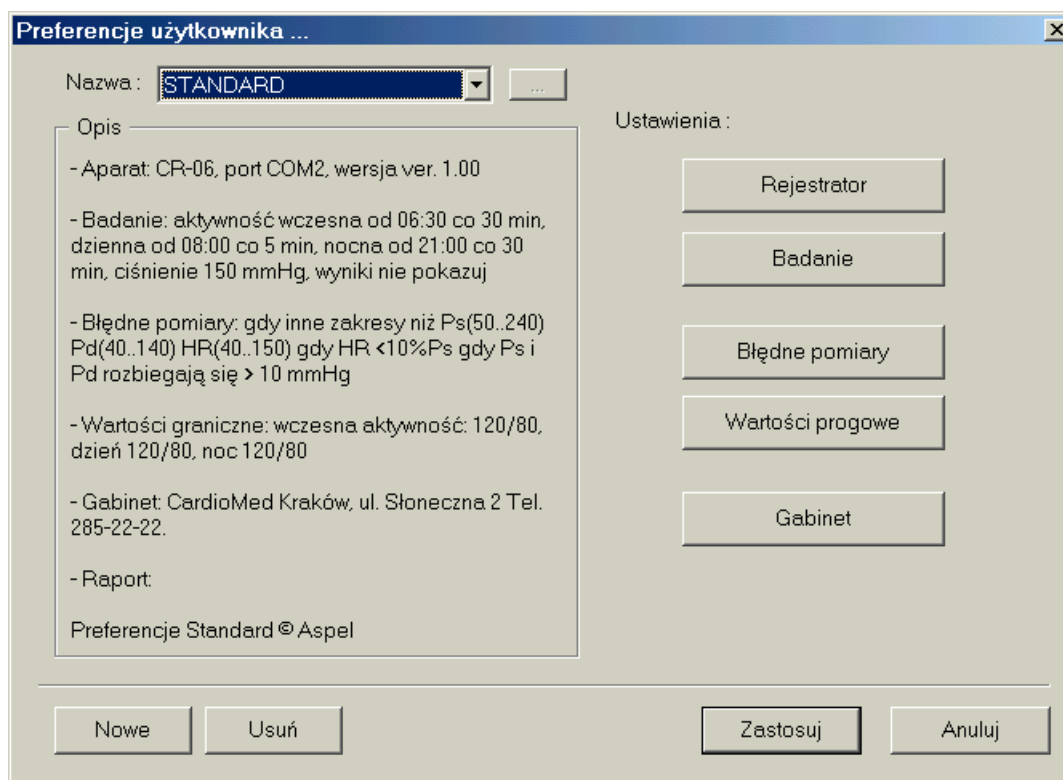 Preferencje użytkownika ...
Nazwa :
STANDARD
...
Opis
- Aparat: CR-06, port COM2, wersja ver. 1.00
- Badanie: aktywność wczesna od 06:30 co 30 min,
dzienna od 08:00 co 5 min, nocna od 21:00 co 30
min, ciśnienie 150 mmHg, wyniki nie pokazuj
- Błędne pomiary: gdy inne zakresy niż Ps(50..240)
Pd(40..140) HR(40..150) gdy HR <10%Ps gdy Ps i
Pd rozbiegają się > 10 mmHg
- Wartości graniczne: wczesna aktywność: 120/80,
dzień 120/80, noc 120/80
- Gabinet: CardioMed Kraków, ul. Słoneczna 2 Tel.
285-22-22.
- Raport:
Preferencje Standard © Aspel
Ustawienia :
Rejestrator
Badanie
Błędne pomiary
Wartości progowe
Gabinet
Nowe
Usuń
Zastosuj
Anuluj